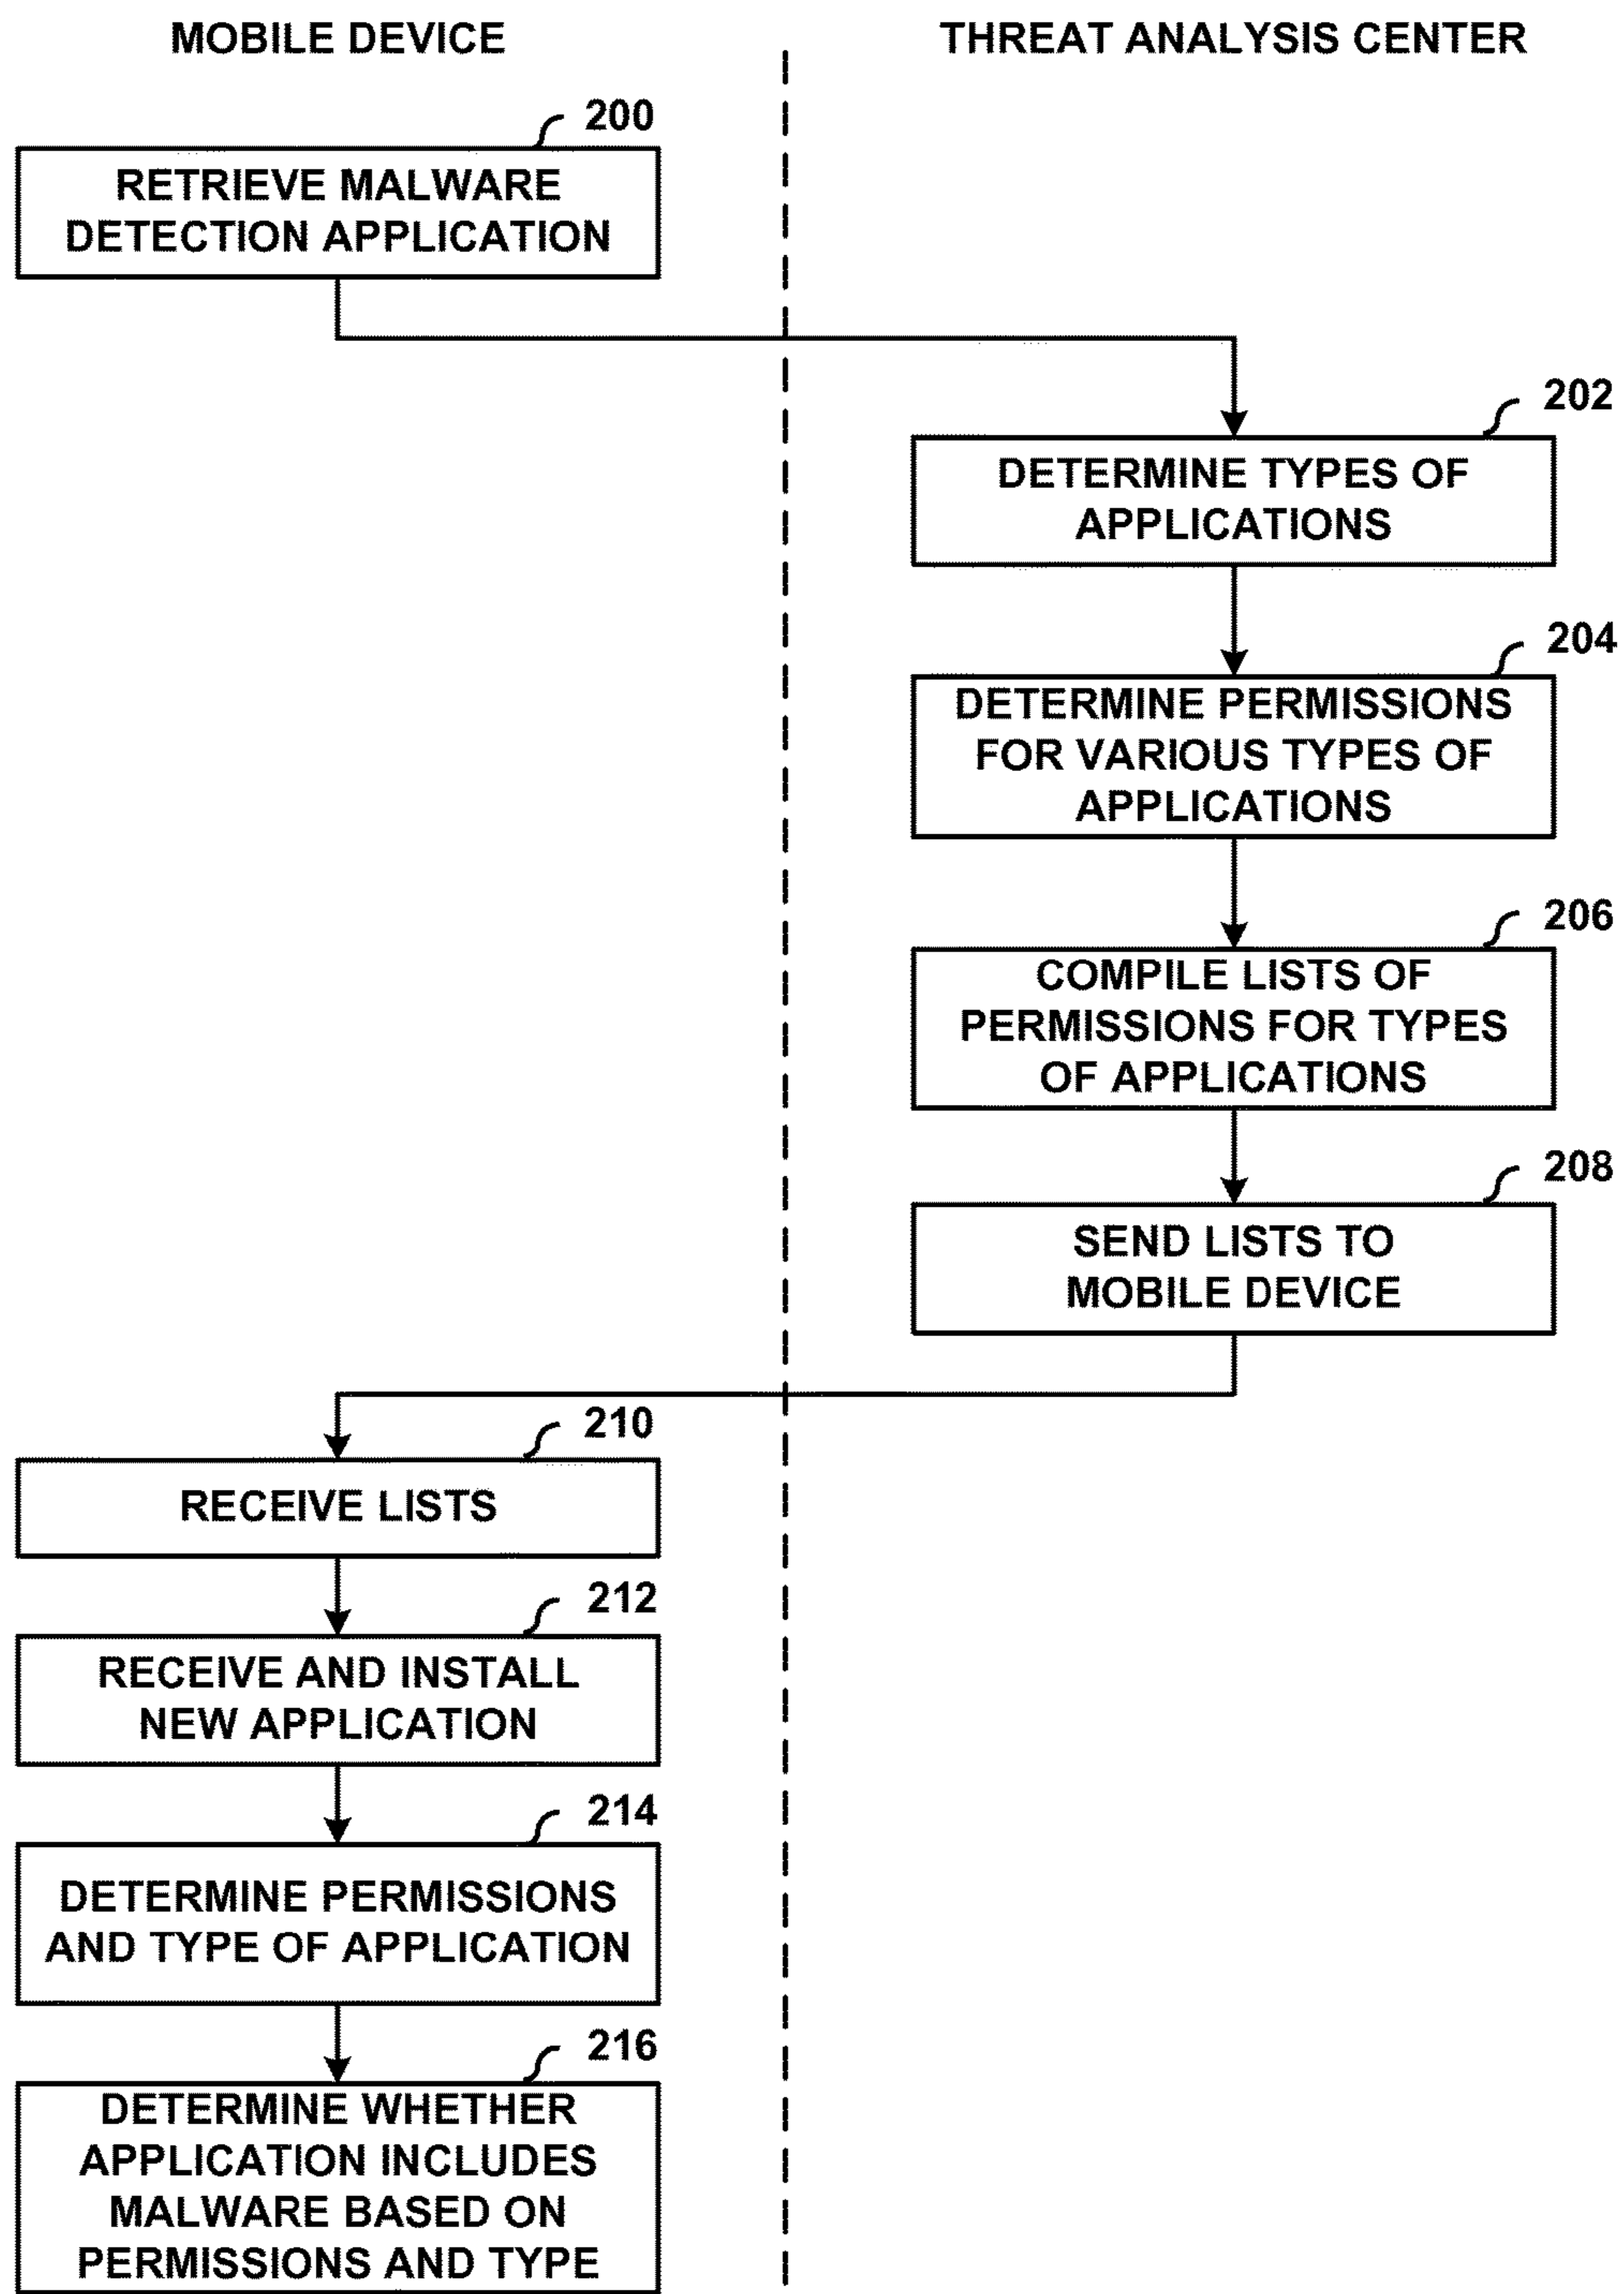 MOBILE DEVICE
THREAT ANALYSIS CENTER
200
RETRIEVE MALWARE
DETECTION APPLICATION
202
DETERMINE TYPES OF
APPLICATIONS
204
DETERMINE PERMISSIONS
FOR VARIOUS TYPES OF
APPLICATIONS
206
COMPILE LISTS OF
PERMISSIONS FOR TYPES
OF APPLICATIONS
208
SEND LISTS TO
MOBILE DEVICE
210
RECEIVE LISTS
212
RECEIVE AND INSTALL
NEW APPLICATION
214
DETERMINE PERMISSIONS
AND TYPE OF APPLICATION
216
DETERMINE WHETHER
APPLICATION INCLUDES
MALWARE BASED ON
PERMISSIONS AND TYPE